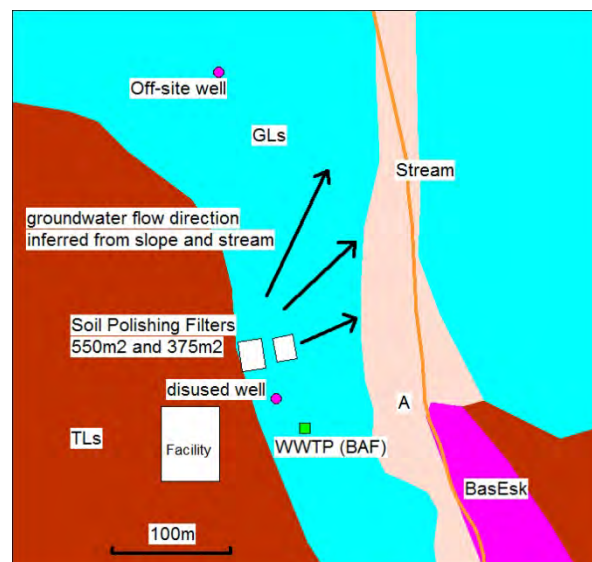 Off-site well
GLs
Stream
groundwater flow direction
inferred from slope and stream
Soil Polishing Filters
550m2 and 375m2
disused well
A
TLs
Facility
WWTP (BAF)
BasEsk
100m